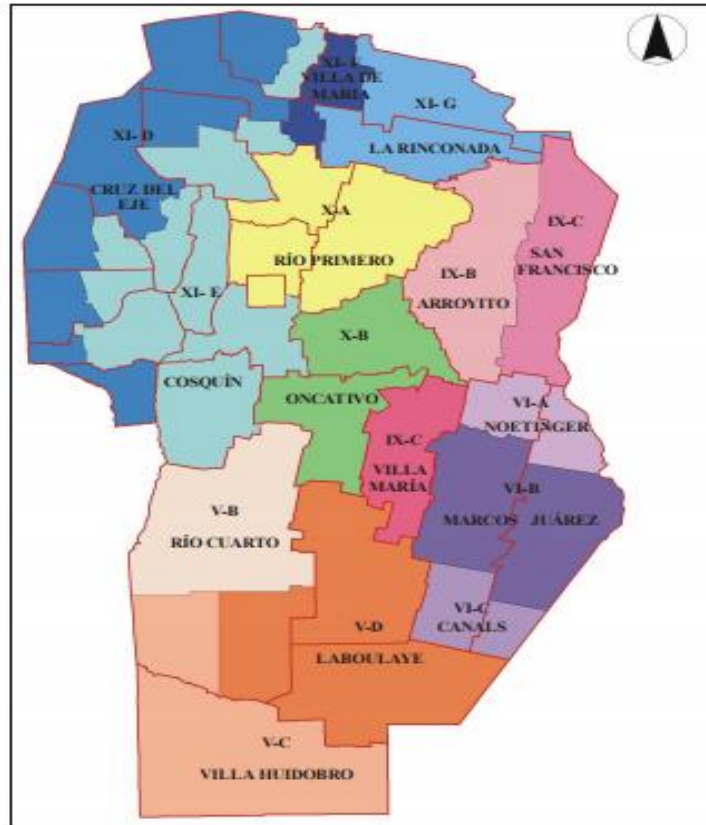 XI- F
VILLA DE
MARIA
XI- G
XI- D
LA RINCONADA
CRUZ DEL
EJE
X-A
IX-C
SAN
FRANCISCO
RÍO PRIMERO
IX-B
ARROYITO
XI- E
X-B
COSQUÍN
ONCATIVO
VI-A
NOETINGER
IX-C
VILLA
MARÍA
VI-B
MARCOS JUÁREZ
V-B
RÍO CUARTO
VI-C
CANALS
V-D
LABOULAYE
V-C
VILLA HUIDOBRO